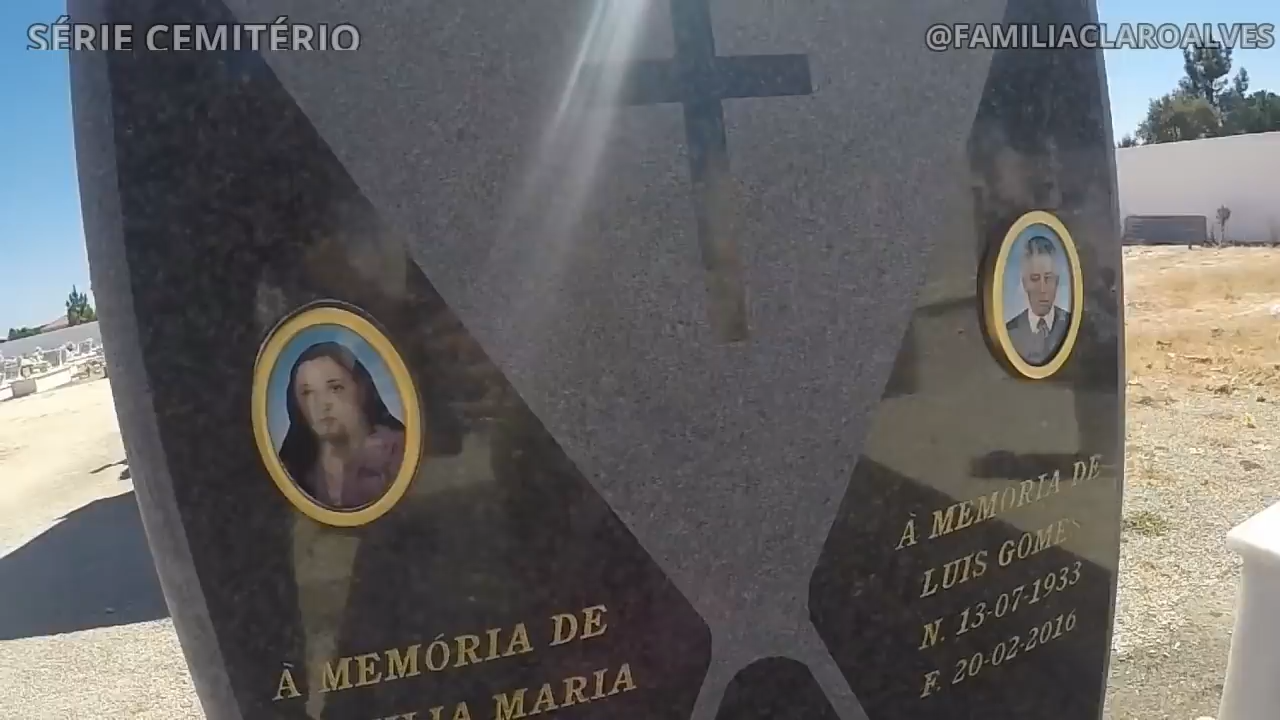 SÉRIE CEMITÉRIO
@FAMILIACLAROALVES
À MEMÓRIA DE
MARIA
À MEMÓRIA DE
LUIS GOMES
N. 13-07-1933
F. 20-02-2016